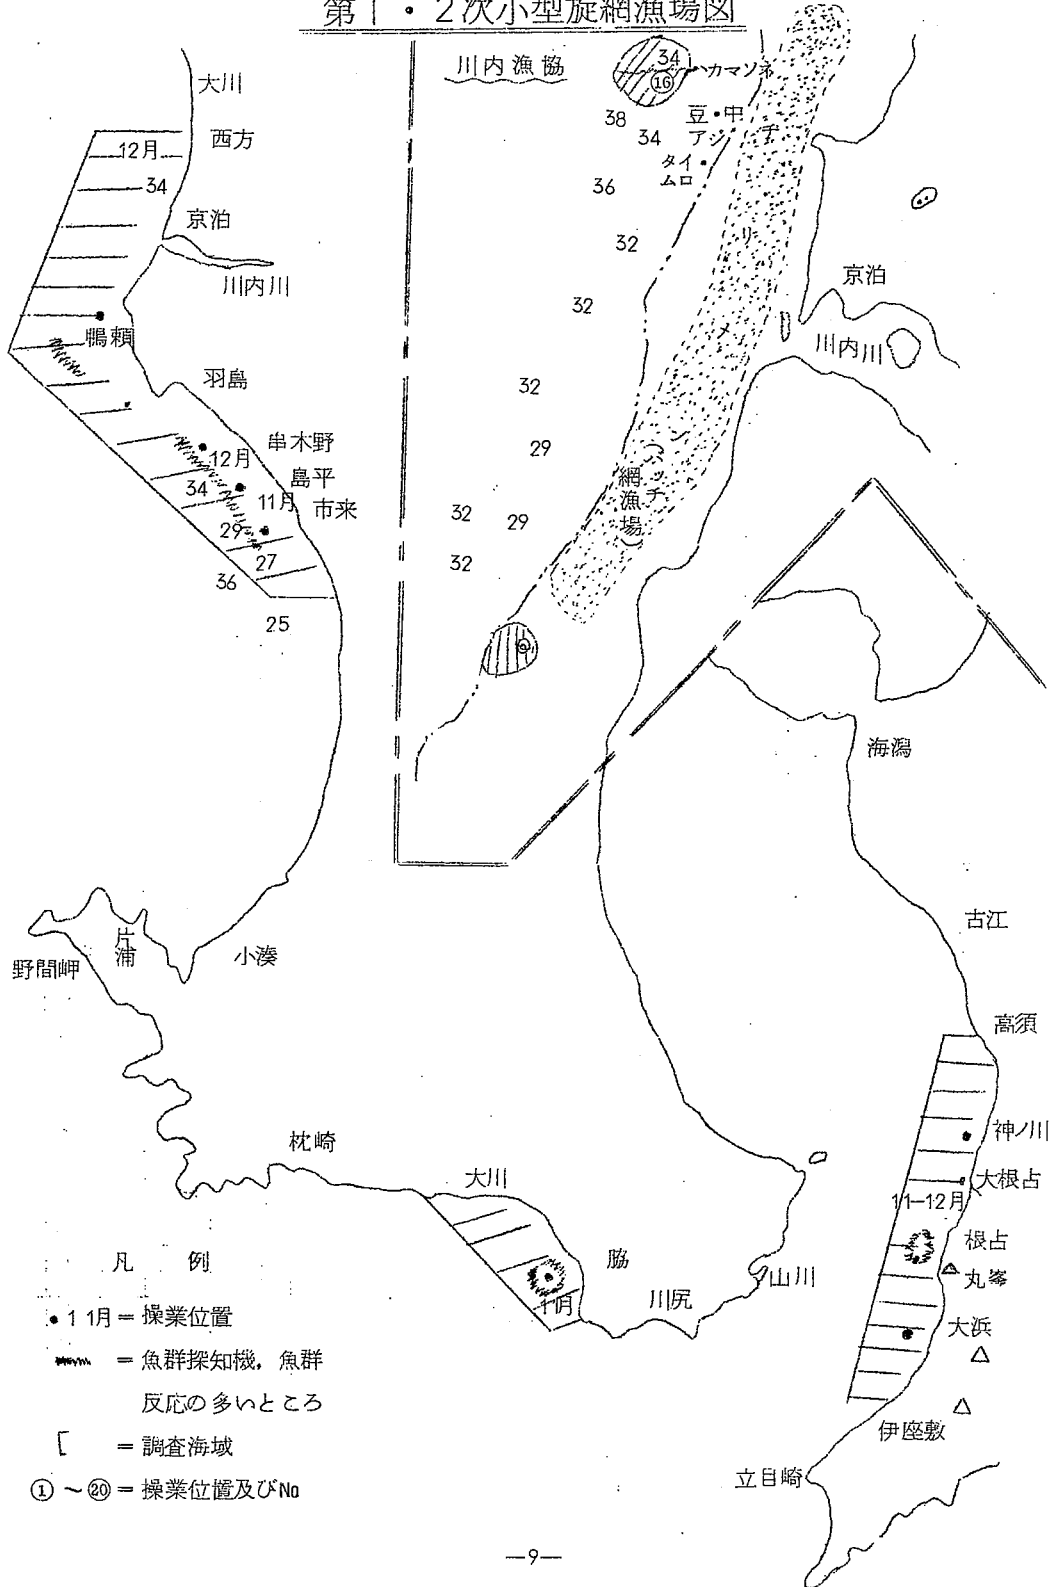 第1・2次小型旋網漁場図
川内漁協
大川
西方
12月
34
京泊
川内川
鴨頼
羽島
串木野
12月
島平
34
11月
市来
29
27
36
25
34
⑯
ハカマソネ
38
34
豆・中
アジ
タイ
ムロ
36
32
32
32
29
32
29
32
チリメン
(バッチ網漁場)
京泊
川内川
海潟
古江
高須
神ノ川
大根占
11-12月
根占
丸峯
大浜
伊座敷
立目崎
片浦
野間岬
小湊
枕崎
大川
脇
11月
川尻
山川
凡 例
●11月=操業位置
=魚群探知機,魚群
反応の多いところ
[ =調査海域
①~⑳=操業位置及びNo
—9—